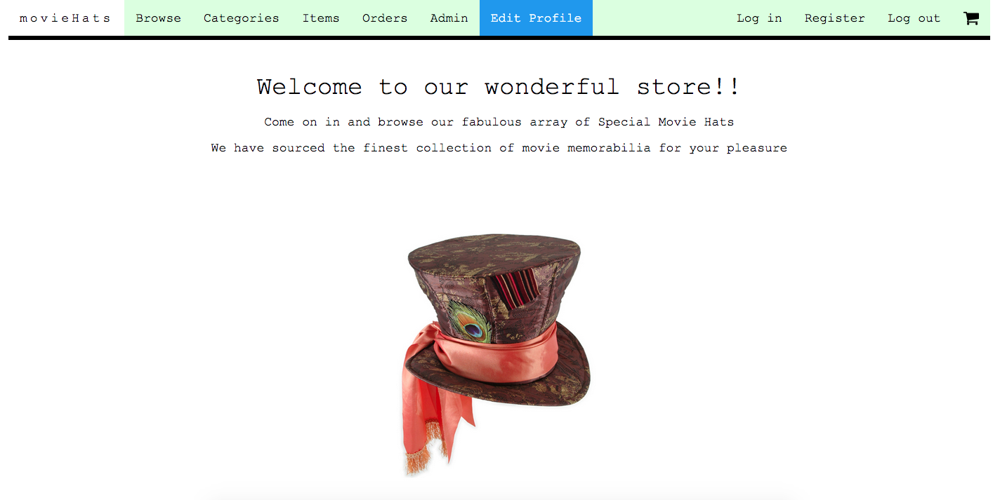 movieHats Browse Categories Items Orders Admin Edit Profile Log in Register Log out
Welcome to our wonderful store!!
Come on in and browse our fabulous array of Special Movie Hats
We have sourced the finest collection of movie memorabilia for your pleasure